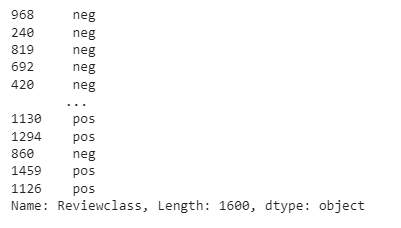 968 neg
240 neg
819 neg
692 neg
420 neg
...
1130 pos
1294 pos
860 neg
1459 pos
1126 pos
Name: Reviewclass, Length: 1600, dtype: object